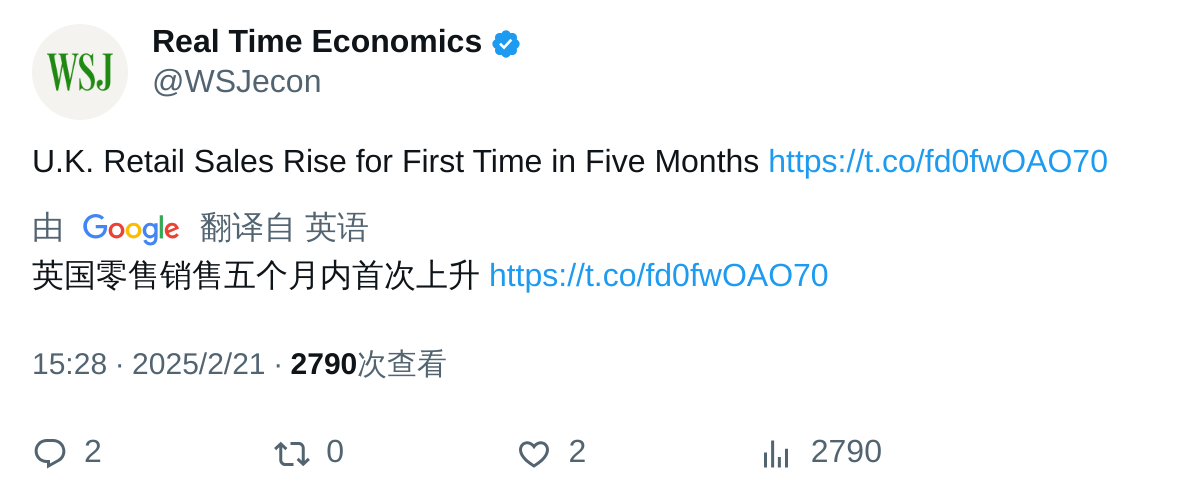 WSJ
Real Time Economics
@WSJecon
U.K. Retail Sales Rise for First Time in Five Months https://t.co/fd0fwOAO70
由 Google 翻译自 英语
英国零售销售五个月内首次上升 https://t.co/fd0fwOAO70
15:28 · 2025/2/21 · 2790次查看
2 0 2 2790